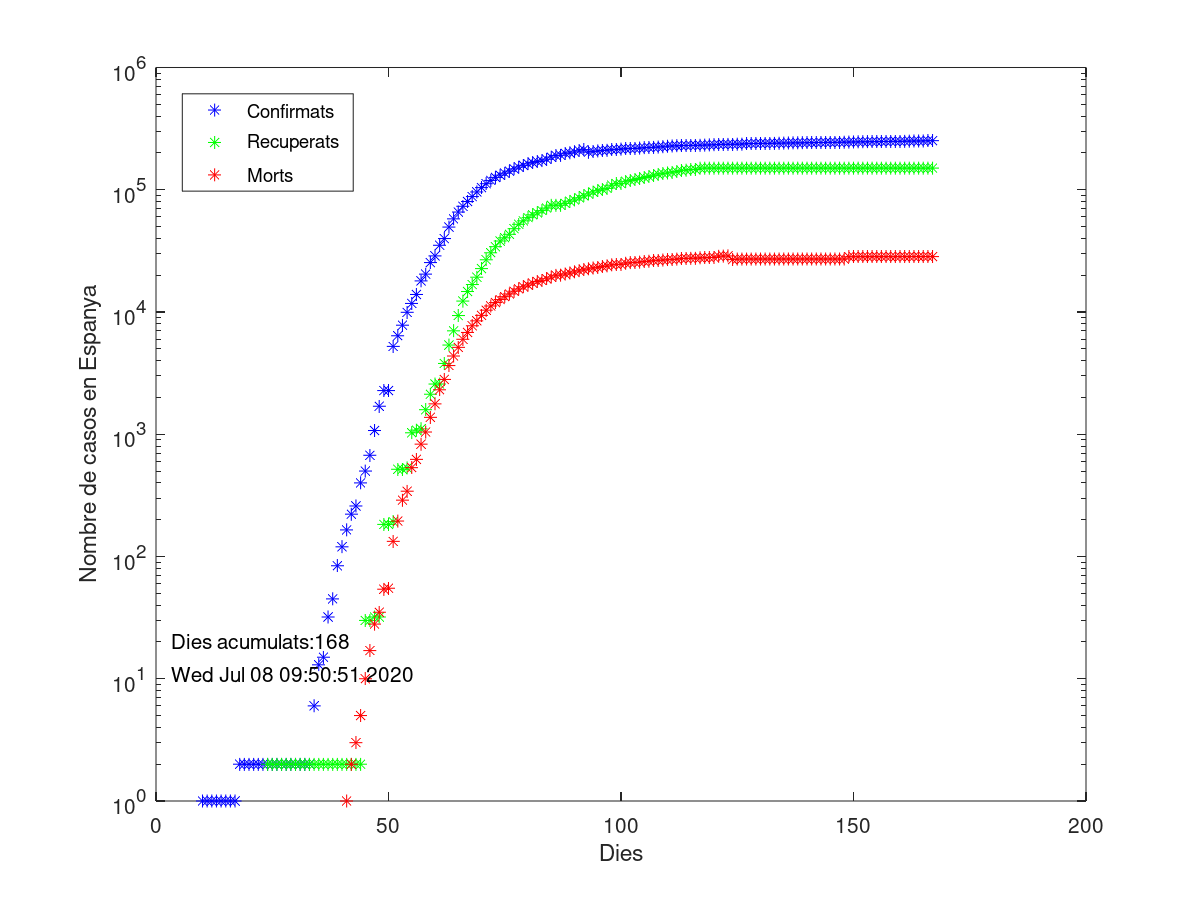 10^6
10^5
10^4
10^3
10^2
10^1
10^0
Nombre de casos en Espanya
Confirmats
Recuperats
Morts
Dies acumulats:168
Wed Jul 08 09:50:51 2020
0 50 100 150 200
Dies